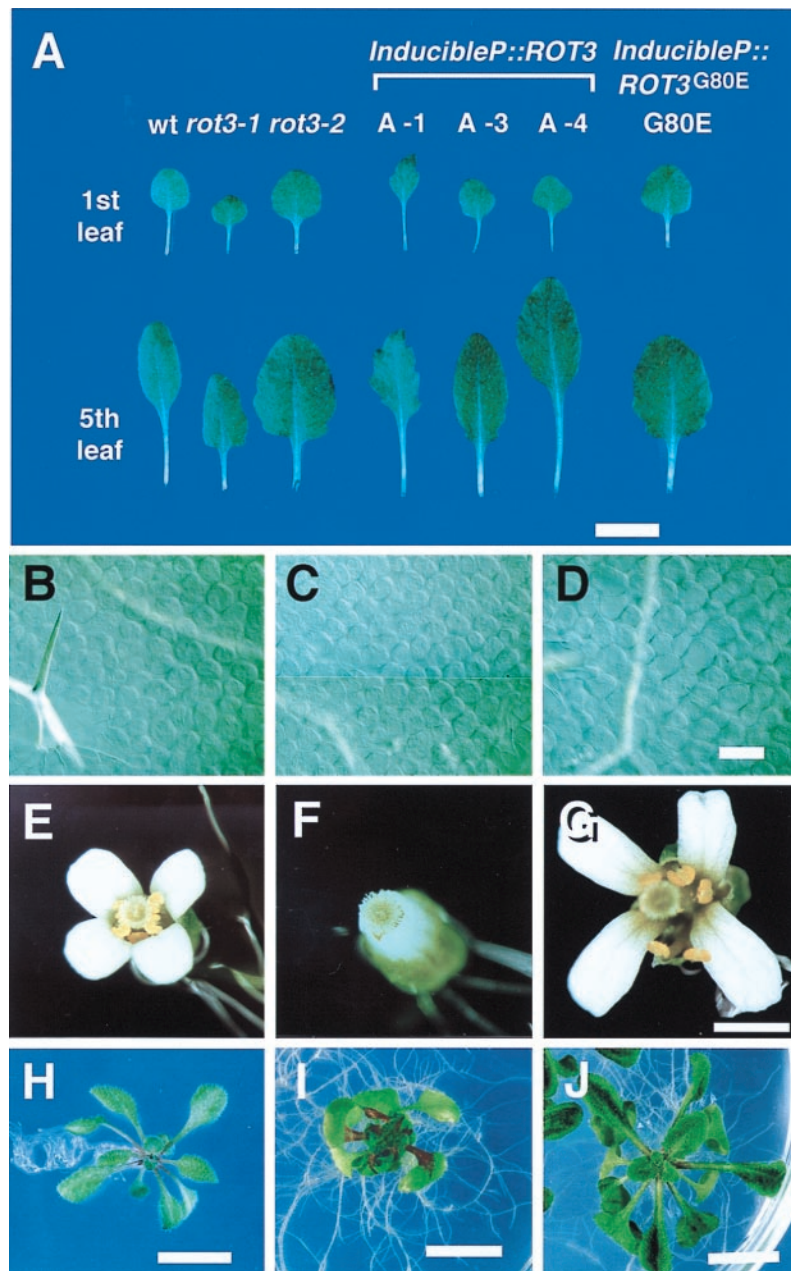 A
InducibleP::ROT3
InducibleP::
ROT3G80E
wt rot3-1 rot3-2
A -1
A -3
A -4
G80E
1st
leaf
5th
leaf
B
C
D
E
F
G
H
I
J